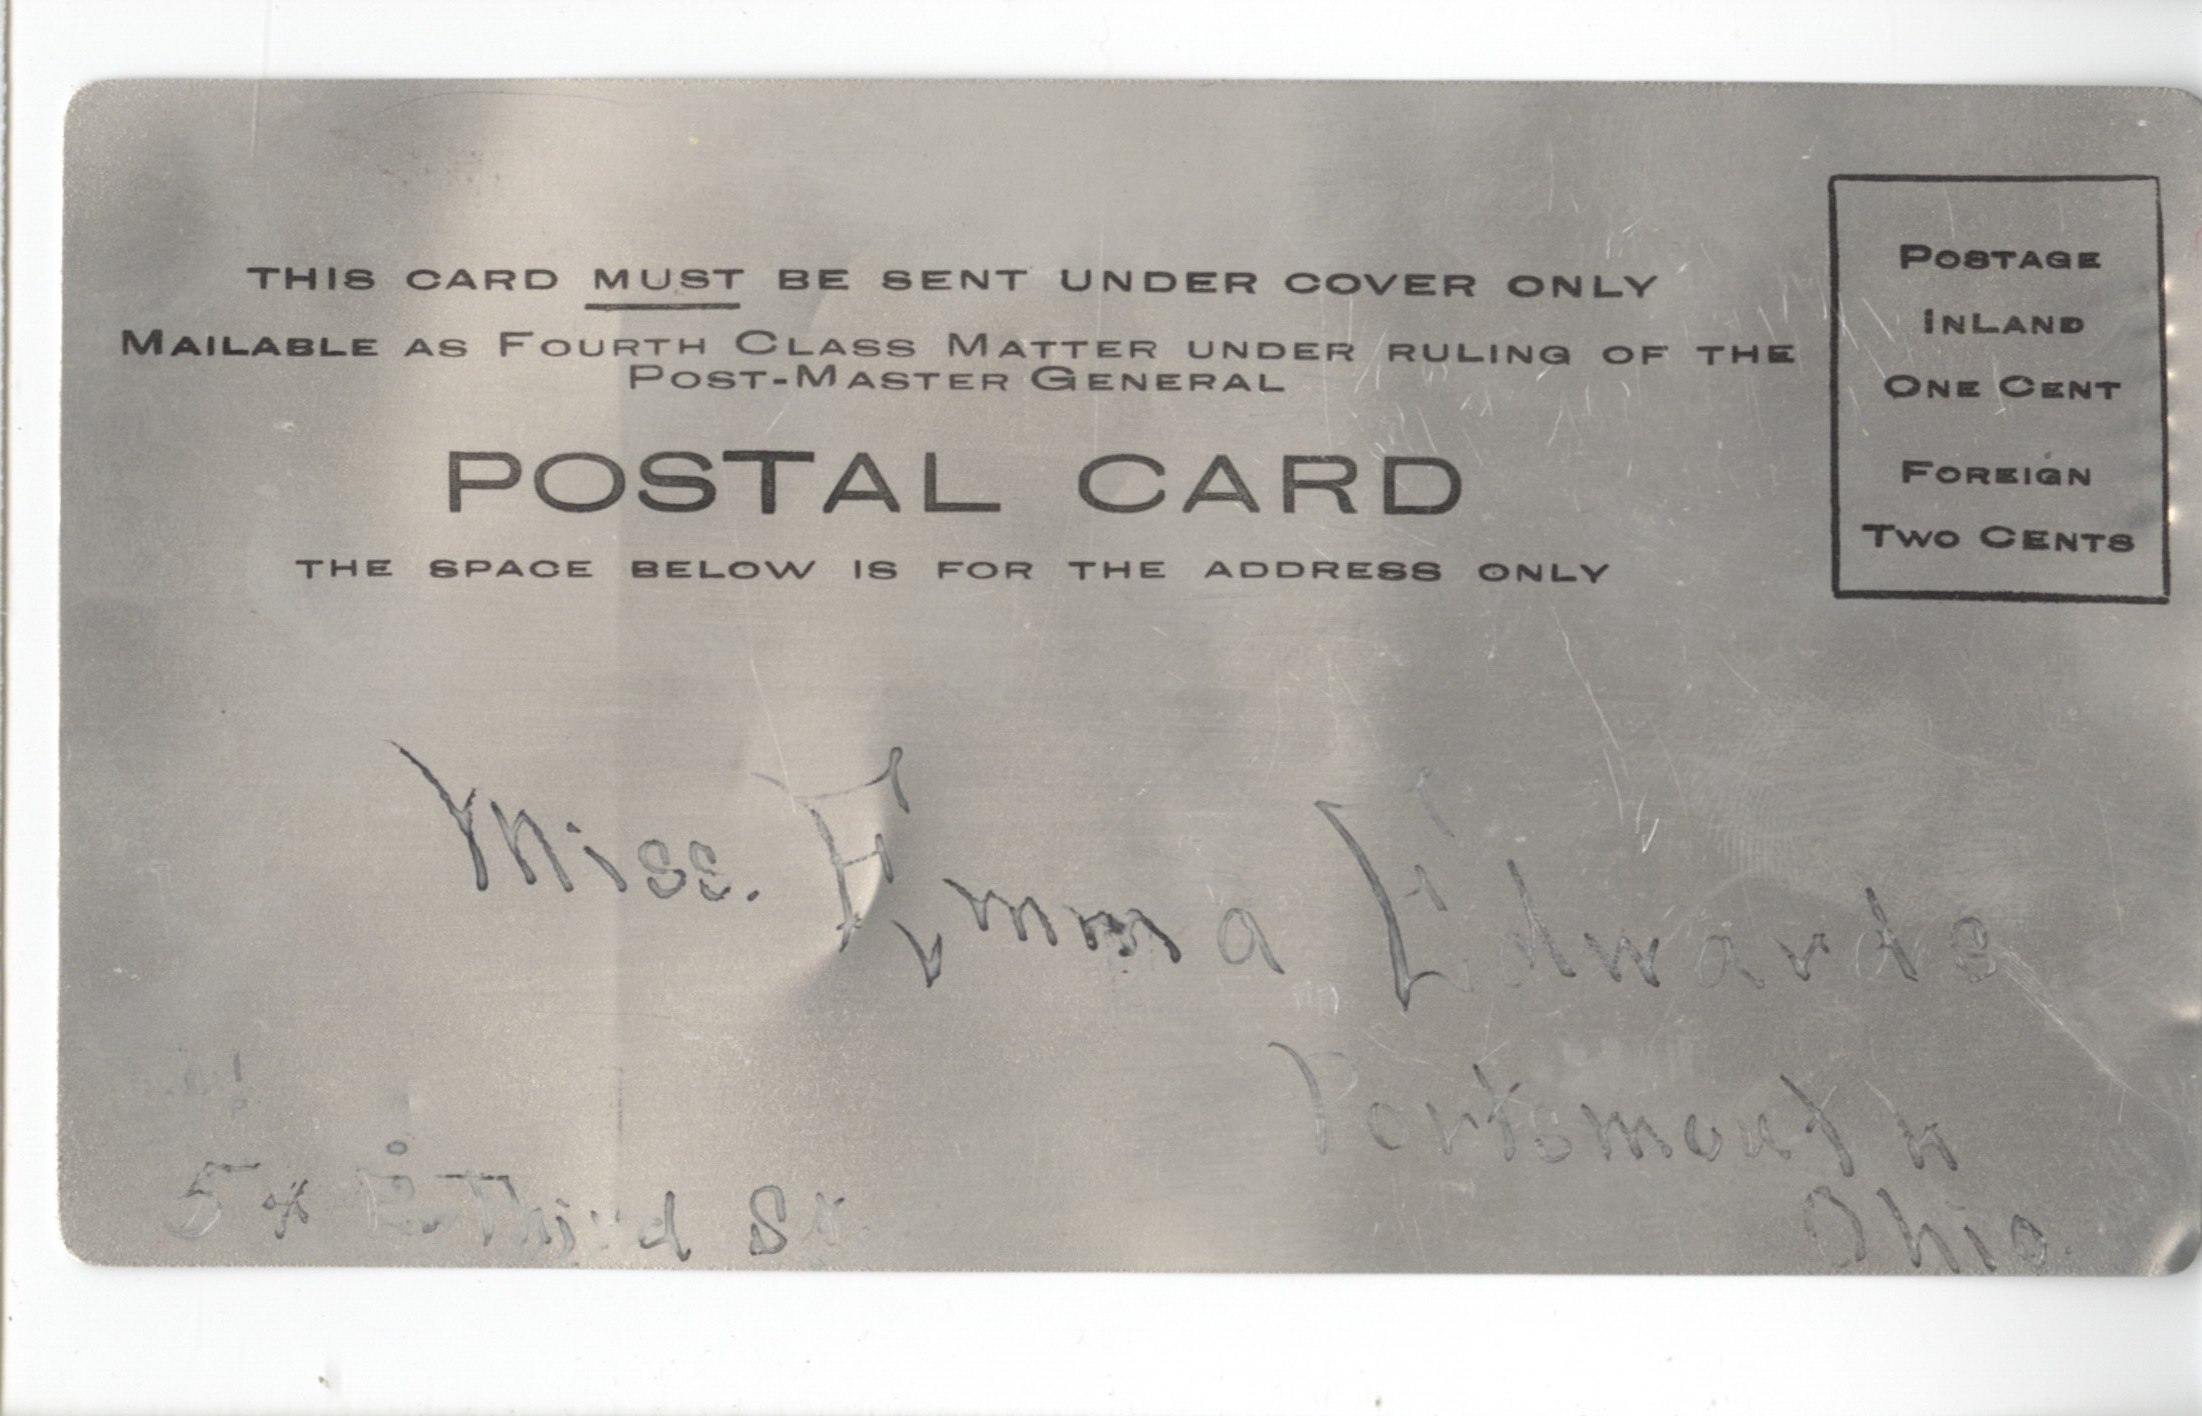 THIS CARD MUST BE SENT UNDER COVER ONLY
MAILABLE AS FOURTH CLASS MATTER UNDER RULING OF THE
POST-MASTER GENERAL
POSTAL CARD
THE SPACE BELOW IS FOR THE ADDRESS ONLY
POSTAGE
INLAND
ONE CENT
FOREIGN
TWO CENTS
Miss. Emma Edwards
Portsmouth
Ohio.
Third St